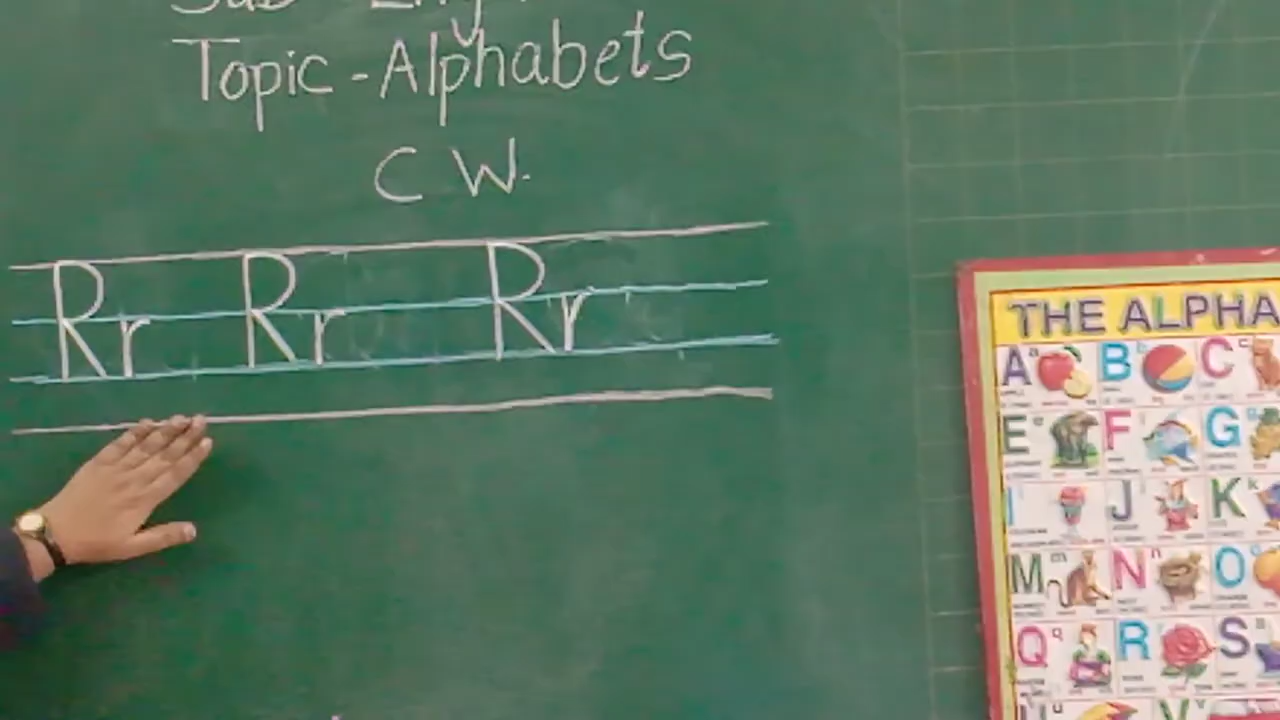 Topic - Alphabets
C W.
Rr Rr Rr
THE ALPHA
A a B b C c
E e F G
I J K k
M m N n O
Q q R S
U u V